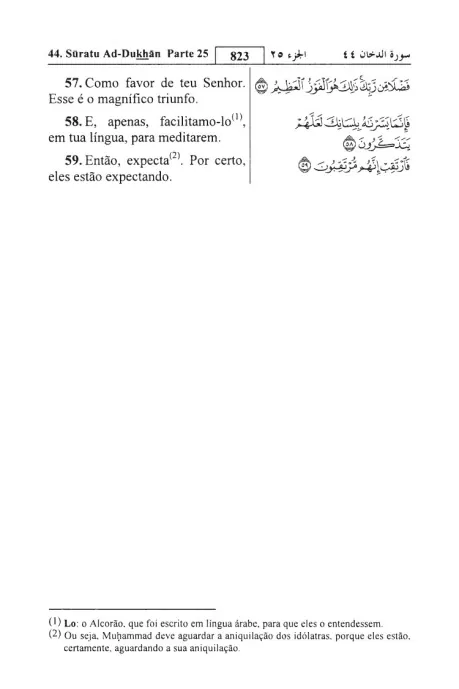 44. Sūratu Ad-Dukhān Parte 25 823 الجزء ٢٥ سورة الدخان ٤٤
57. Como favor de teu Senhor.
Esse é o magnífico triunfo.
58. E, apenas, facilitamo-lo(1),
em tua língua, para meditarem.
59. Então, expecta(2). Por certo,
eles estão expectando.
فَضْلًا مِّن رَّبِّكَ ذَٰلِكَ هُوَ ٱلْفَوْزُ ٱلْعَظِيمُ ۝٥٧
فَإِنَّمَا يَسَّرْنَٰهُ بِلِسَانِكَ لَعَلَّهُمْ
يَتَذَكَّرُونَ ۝٥٨
فَٱرْتَقِبْ إِنَّهُم مُّرْتَقِبُونَ ۝٥٩
(1) Lo: o Alcorão, que foi escrito em língua árabe, para que eles o entendessem.
(2) Ou seja, Muḥammad deve aguardar a aniquilação dos idólatras, porque eles estão,
certamente, aguardando a sua aniquilação.